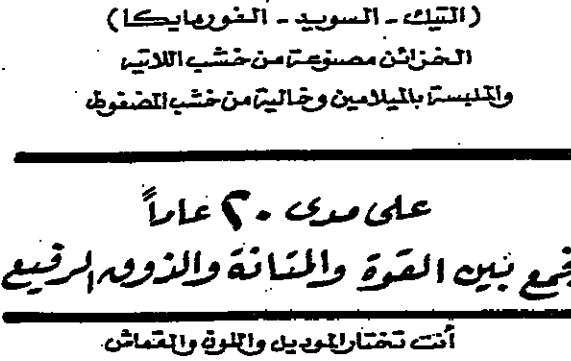 (التيك - السويد - الفورمايكا)
الخزائن مصنوعة من خشب اللاتيه
والملبسة بالميلامين وخالية من خشب المضغوط
على مدى ٢٠ عاماً
نجمع بين القوة والمتانة والذوق الرفيع
أنت تختار الموديل واللون والقماش